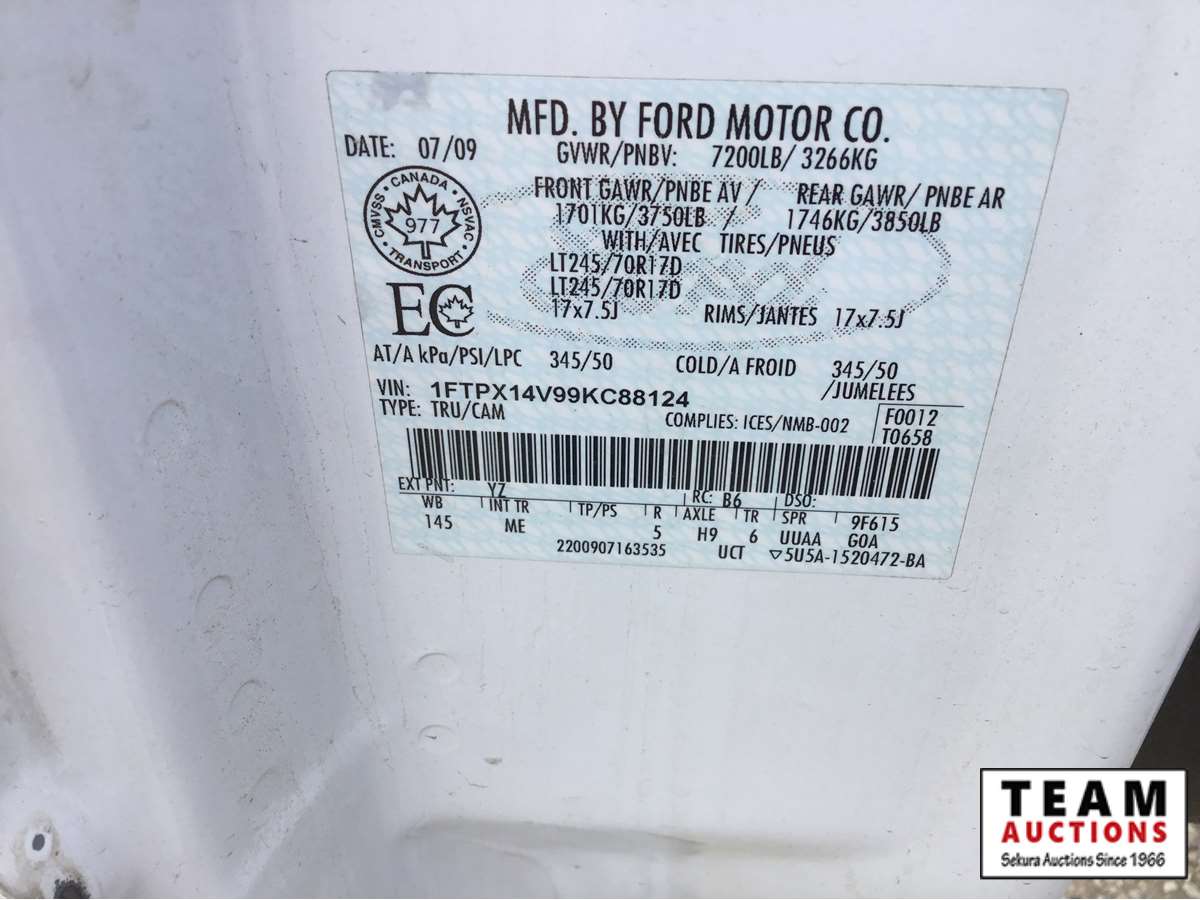 MFD. BY FORD MOTOR CO.
DATE: 07/09
GVWR/PNBV: 7200LB/ 3266KG
FRONT GAWR/PNBE AV / REAR GAWR/ PNBE AR
1701KG/3750LB / 1746KG/3850LB
WITH/AVEC TIRES/PNEUS
LT245/70R17D
LT245/70R17D
17x7.5J RIMS/JANTES 17x7.5J
CANADA
CMVSS NSVAC
977
TRANSPORT
EC
AT/A kPa/PSI/LPC 345/50 COLD/A FROID 345/50
/JUMELEES
VIN: 1FTPX14V99KC88124
TYPE: TRU/CAM
COMPLIES: ICES/NMB-002
F0012
T0658
EXT PNT: YZ RC: B6 DSO:
WB INT TR TP/PS R AXLE TR SPR 9F615
145 ME 5 H9 6 UUAA G0A
2200907163535 UCT ▽5U5A-1520472-BA
TEAM
AUCTIONS
Sekura Auctions Since 1966